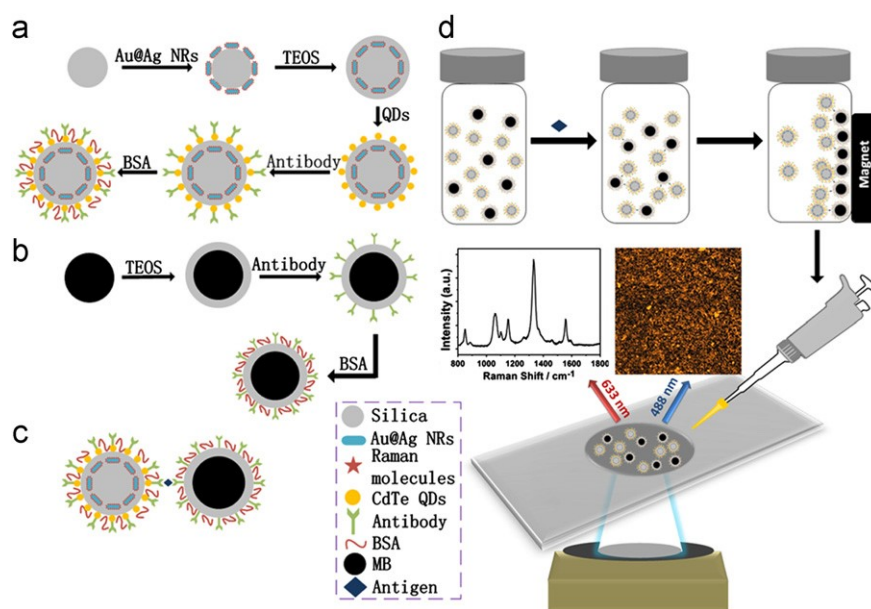 a
Au@Ag NRs
TEOS
QDs
Antibody
BSA
b
TEOS
Antibody
BSA
c
Silica
Au@Ag NRs
Raman
molecules
CdTe QDs
Antibody
BSA
MB
Antigen
d
Magnet
Intensity (a.u.)
800 1000 1200 1400 1600 1800
Raman Shift / cm⁻¹
633 nm
488 nm